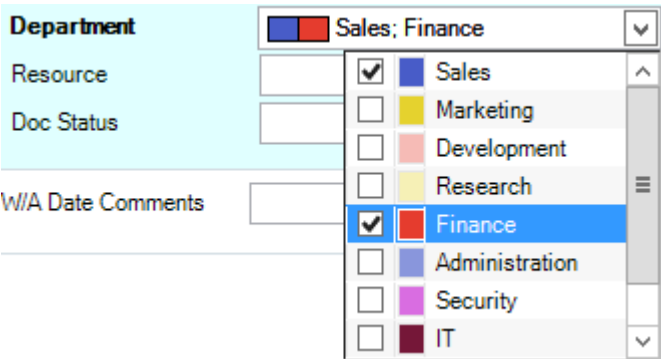 Department Sales; Finance
Resource
Sales
Marketing
Doc Status
Development
Research
W/A Date Comments
Finance
Administration
Security
IT